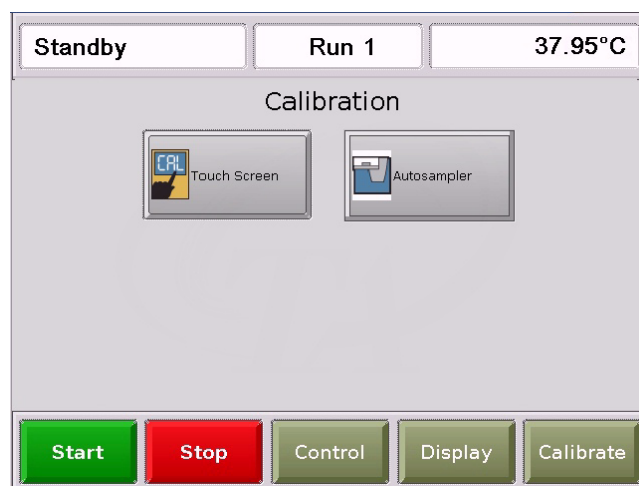 Standby Run 1 37.95°C
Calibration
CAL Touch Screen Autosampler
Start Stop Control Display Calibrate